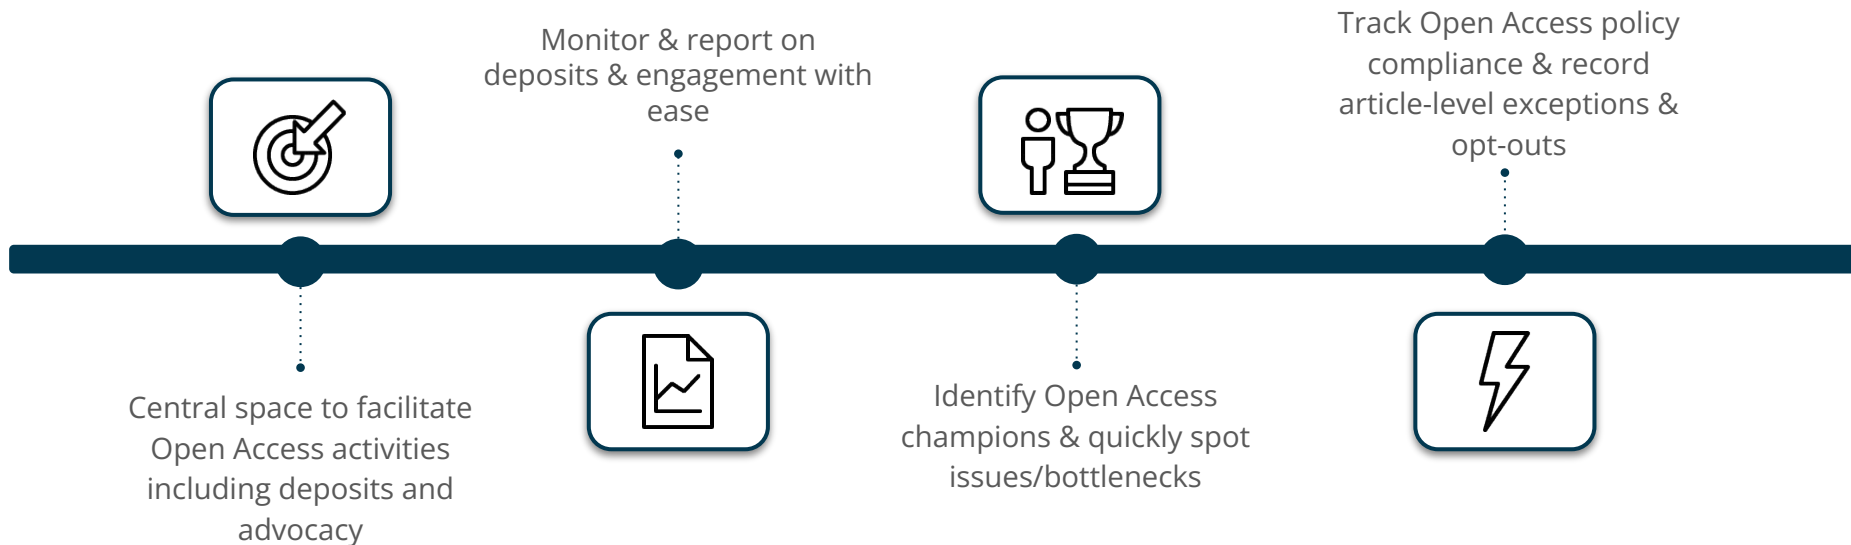 Central space to facilitate
Open Access activities
including deposits and
advocacy
Monitor & report on
deposits & engagement with
ease
Identify Open Access
champions & quickly spot
issues/bottlenecks
Track Open Access policy
compliance & record
article-level exceptions &
opt-outs